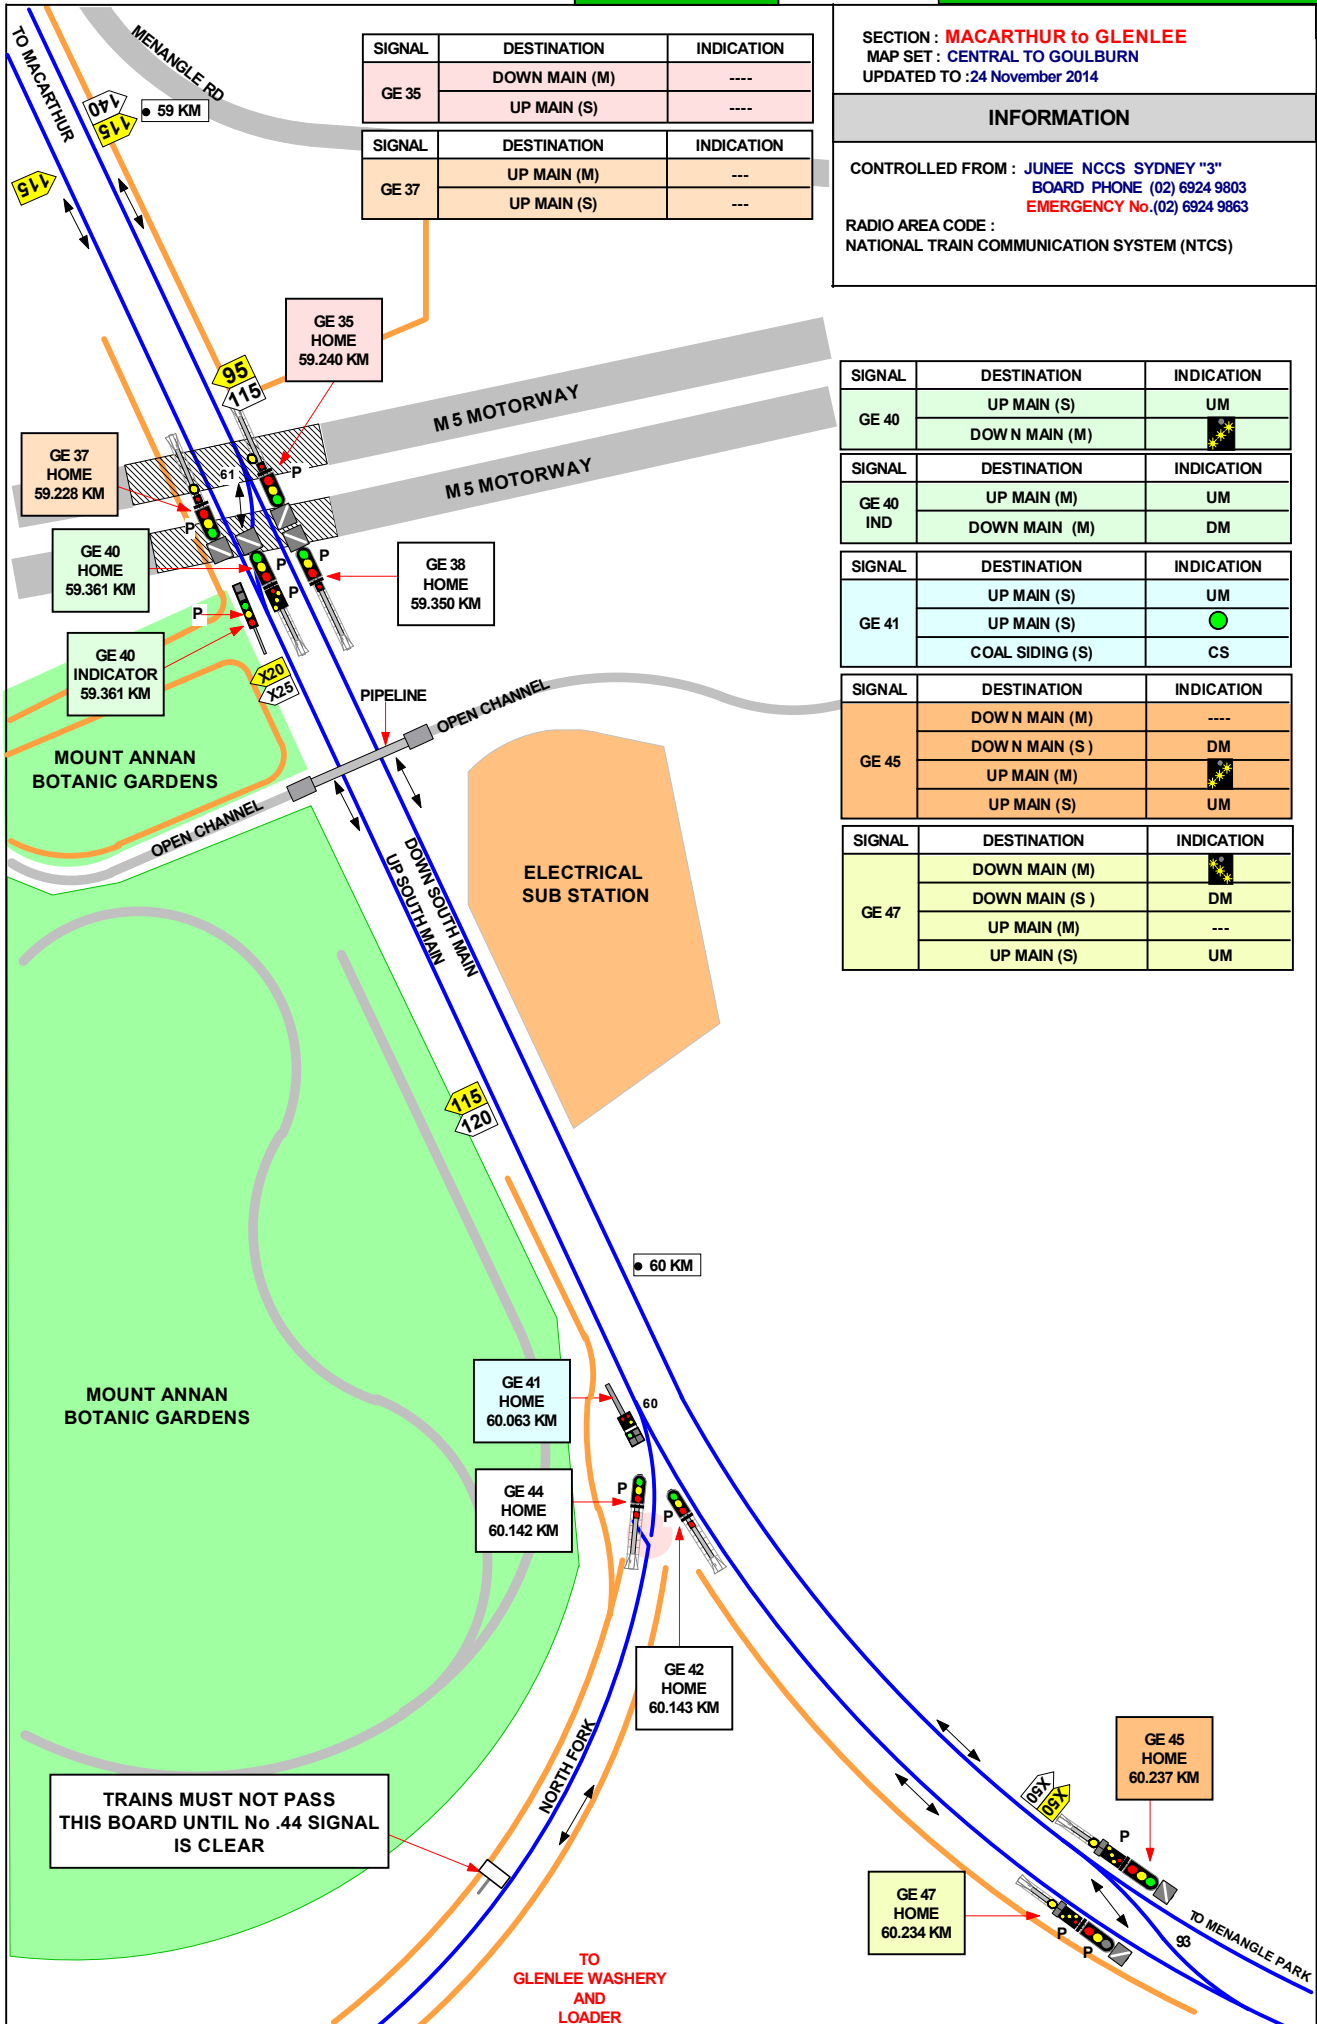 SECTION : MACARTHUR to GLENLEE
MAP SET : CENTRAL TO GOULBURN
UPDATED TO :24 November 2014
INFORMATION
CONTROLLED FROM : JUNEE NCCS SYDNEY "3"
BOARD PHONE (02) 6924 9803
EMERGENCY No.(02) 6924 9863
RADIO AREA CODE :
NATIONAL TRAIN COMMUNICATION SYSTEM (NTCS)
SIGNAL DESTINATION INDICATION
GE 35
DOWN MAIN (M) ----
UP MAIN (S) ----
SIGNAL DESTINATION INDICATION
GE 37
UP MAIN (M) ---
UP MAIN (S) ---
TO MACARTHUR
MENANGLE RD
140
115
59 KM
115
GE 35
HOME
59.240 KM
95
115
M 5 MOTORWAY
M 5 MOTORWAY
GE 37
HOME
59.228 KM
61
P
P
GE 40
HOME
59.361 KM
P
P
P
GE 38
HOME
59.350 KM
P
GE 40
INDICATOR
59.361 KM
X20
X25
PIPELINE
OPEN CHANNEL
MOUNT ANNAN
BOTANIC GARDENS
OPEN CHANNEL
DOWN SOUTH MAIN
UP SOUTH MAIN
ELECTRICAL
SUB STATION
SIGNAL DESTINATION INDICATION
GE 40
UP MAIN (S) UM
DOWN MAIN (M)
SIGNAL DESTINATION INDICATION
GE 40
IND
UP MAIN (M) UM
DOWN MAIN (M) DM
SIGNAL DESTINATION INDICATION
GE 41
UP MAIN (S) UM
UP MAIN (S)
COAL SIDING (S) CS
SIGNAL DESTINATION INDICATION
GE 45
DOWN MAIN (M) ----
DOWN MAIN (S ) DM
UP MAIN (M)
UP MAIN (S) UM
SIGNAL DESTINATION INDICATION
GE 47
DOWN MAIN (M)
DOWN MAIN (S ) DM
UP MAIN (M) ---
UP MAIN (S) UM
115
120
60 KM
MOUNT ANNAN
BOTANIC GARDENS
GE 41
HOME
60.063 KM
60
GE 44
HOME
60.142 KM
P
P
GE 42
HOME
60.143 KM
NORTH FORK
TRAINS MUST NOT PASS
THIS BOARD UNTIL No .44 SIGNAL
IS CLEAR
GE 45
HOME
60.237 KM
X50
X50
P
GE 47
HOME
60.234 KM
P
P
93
TO MENANGLE PARK
TO
GLENLEE WASHERY
AND
LOADER